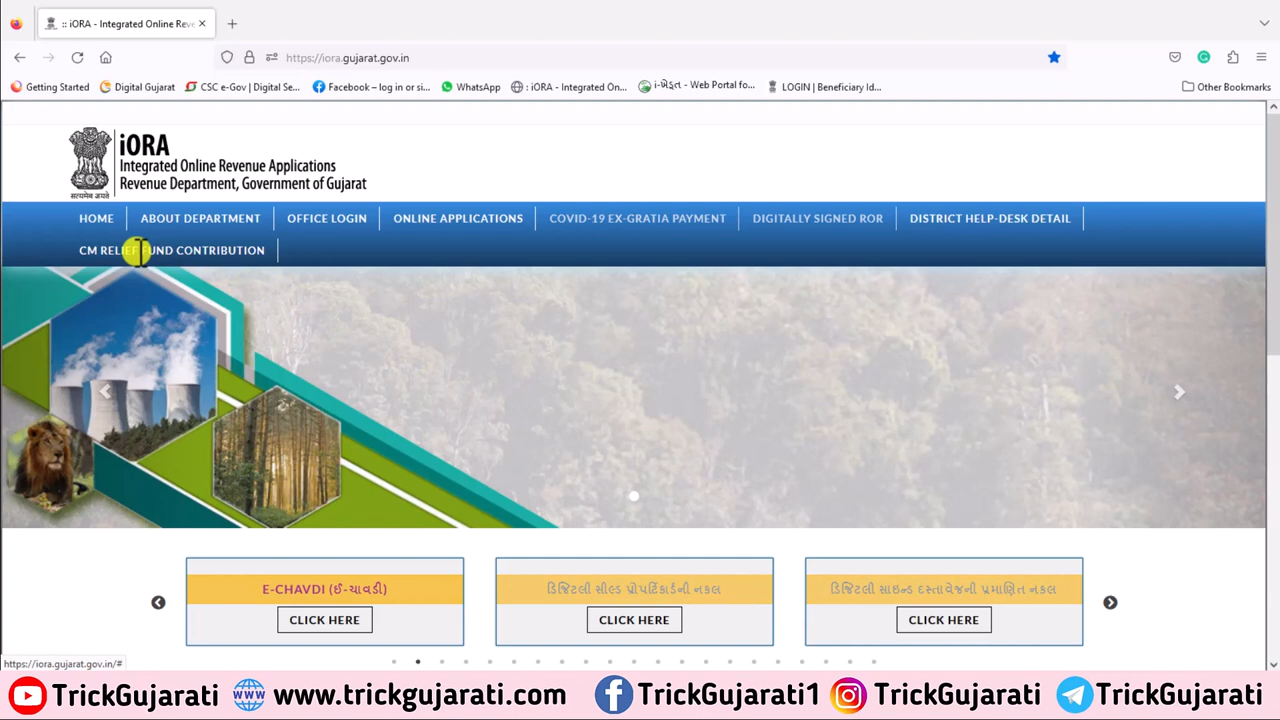 :: iORA - Integrated Online Reve
https://iora.gujarat.gov.in
Getting Started
Digital Gujarat
CSC e-Gov | Digital Se...
Facebook – log in or si...
WhatsApp
: iORA - Integrated On...
i-ખેડૂત - Web Portal fo...
LOGIN | Beneficiary Id...
Other Bookmarks
सत्यमेव जयते
iORA
Integrated Online Revenue Applications
Revenue Department, Government of Gujarat
HOME
ABOUT DEPARTMENT
OFFICE LOGIN
ONLINE APPLICATIONS
COVID-19 EX-GRATIA PAYMENT
DIGITALLY SIGNED ROR
DISTRICT HELP-DESK DETAIL
CM RELIEF FUND CONTRIBUTION
E-CHAVDI (ઈ-ચાવડી)
CLICK HERE
ડિજિટલી સીલ્ડ પ્રોપર્ટિકાર્ડની નકલ
CLICK HERE
ડિજિટલી સાઇન્ડ દસ્તાવેજની પ્રમાણિત નકલ
CLICK HERE
https://iora.gujarat.gov.in/#
TrickGujarati
www.trickgujarati.com
TrickGujarati1
TrickGujarati
TrickGujarati